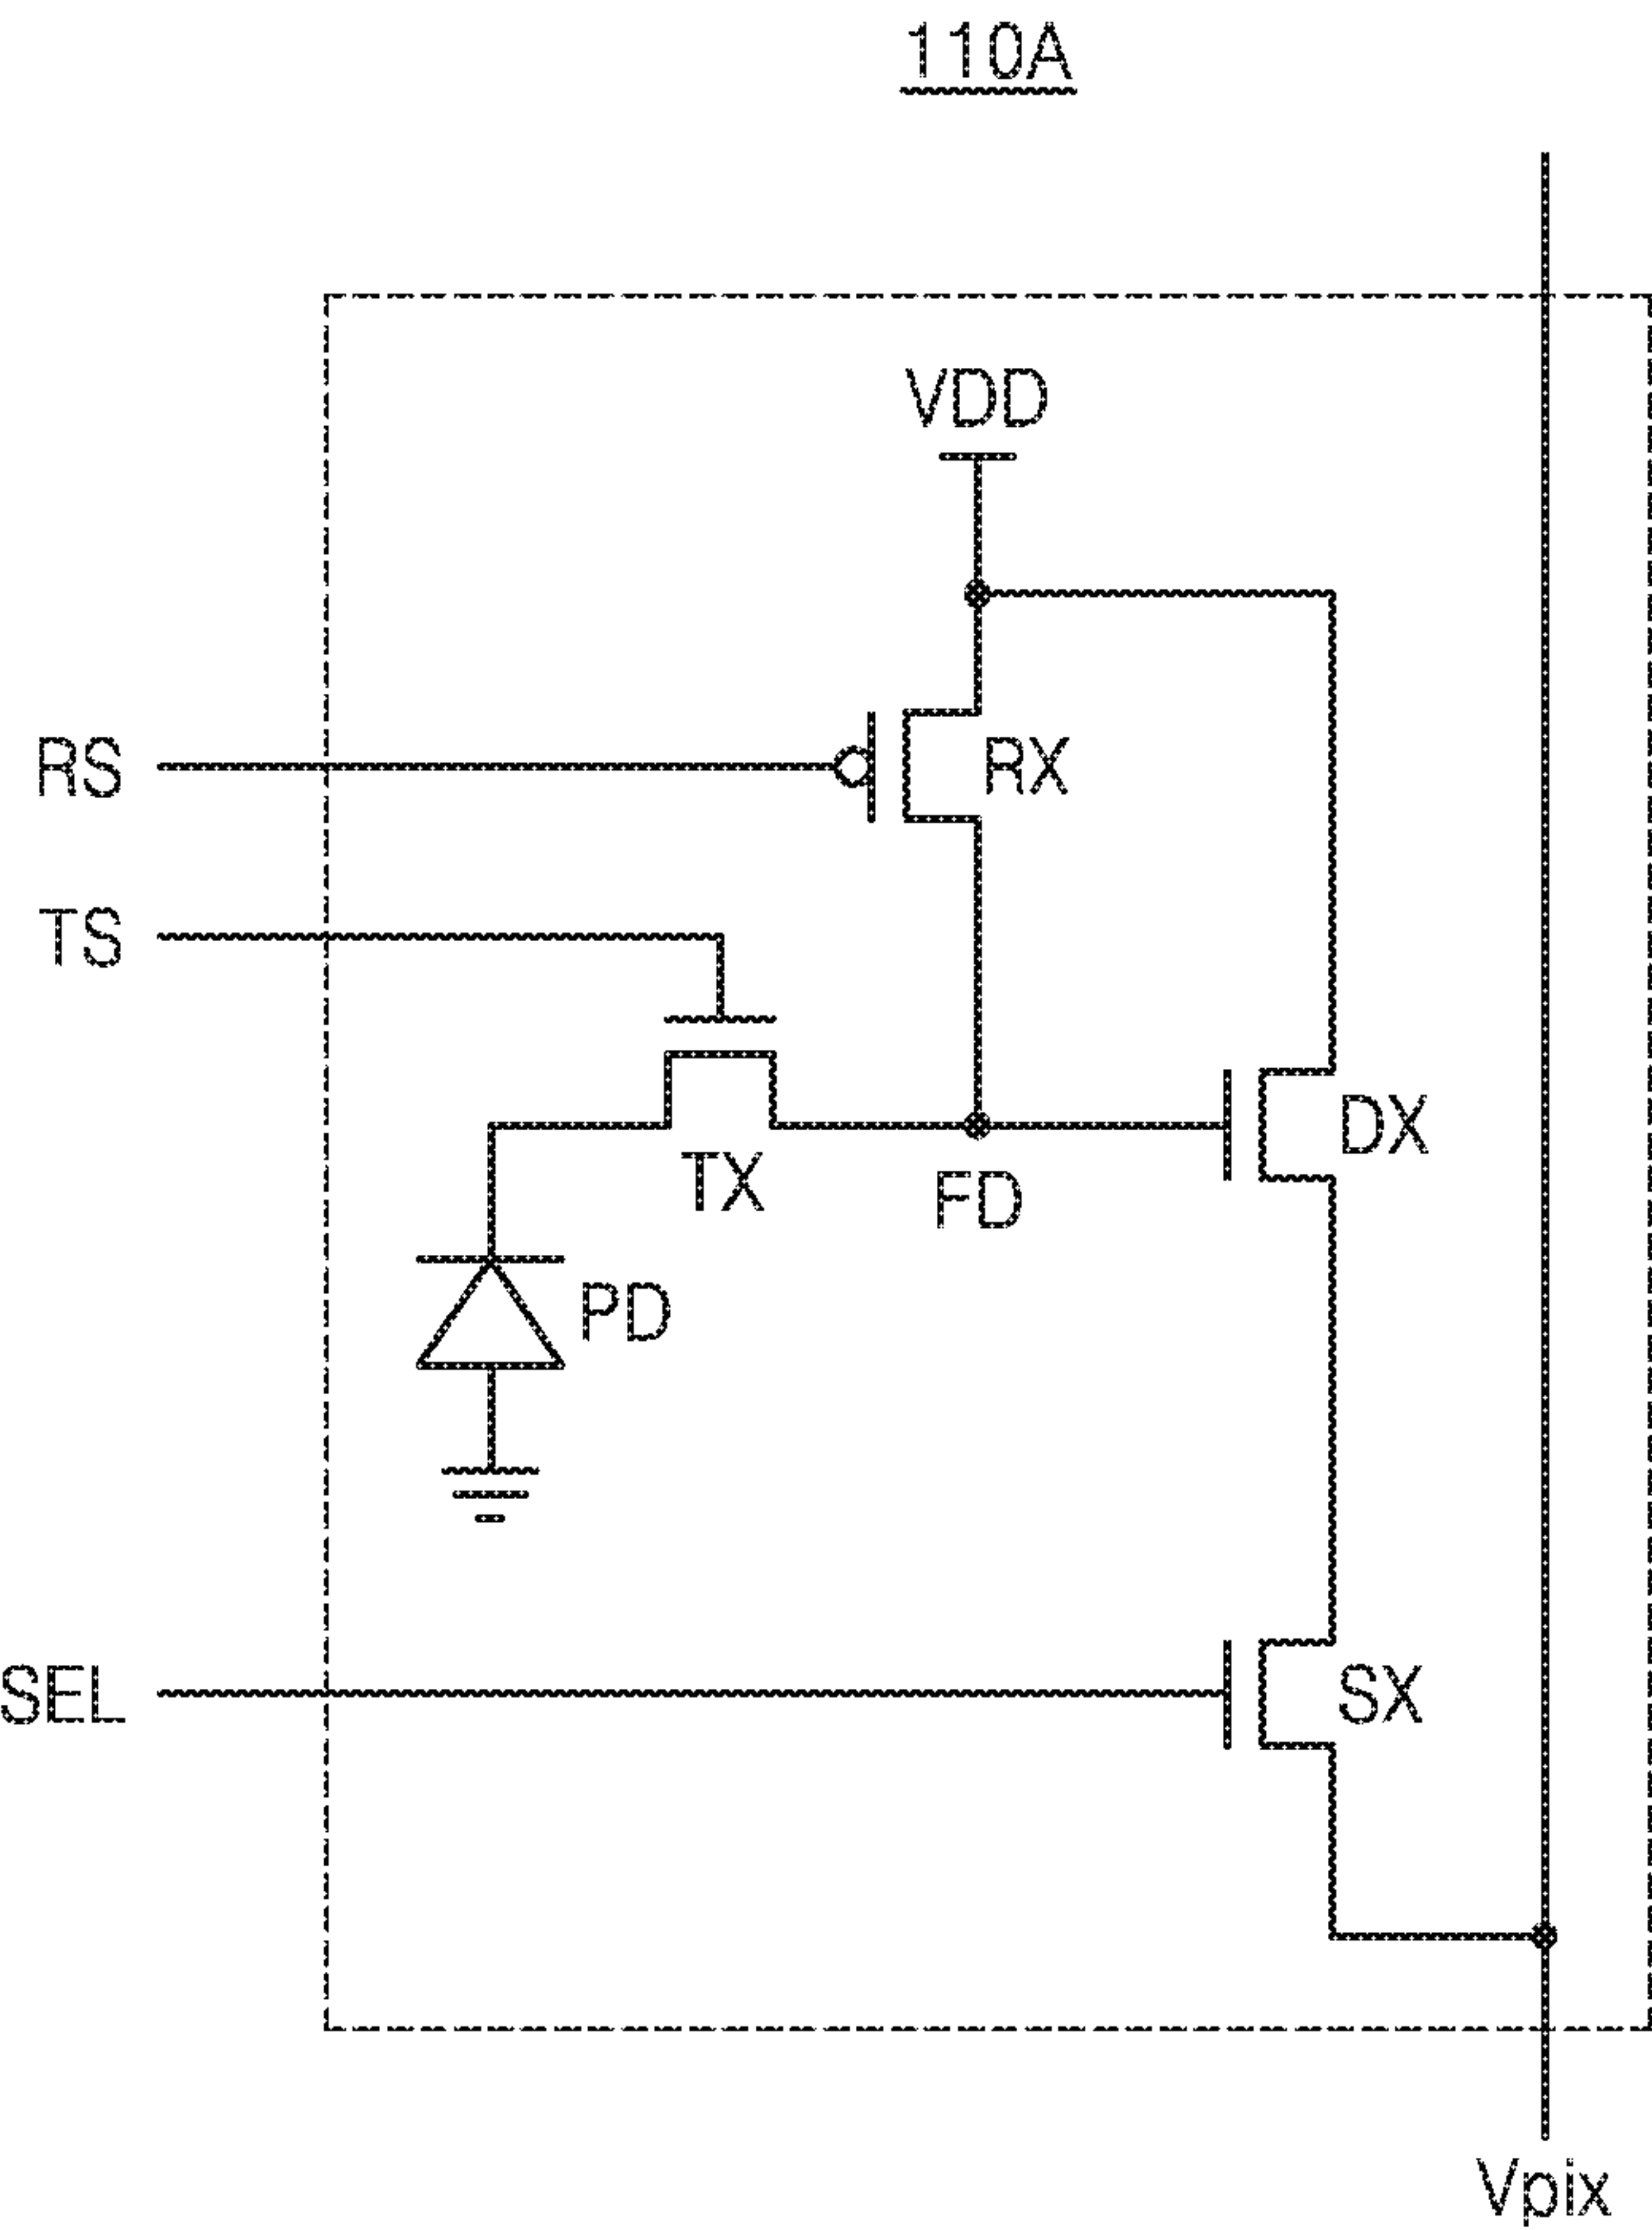 110A
VDD
RS
RX
TS
DX
TX
FD
PD
SEL
SX
Vpix